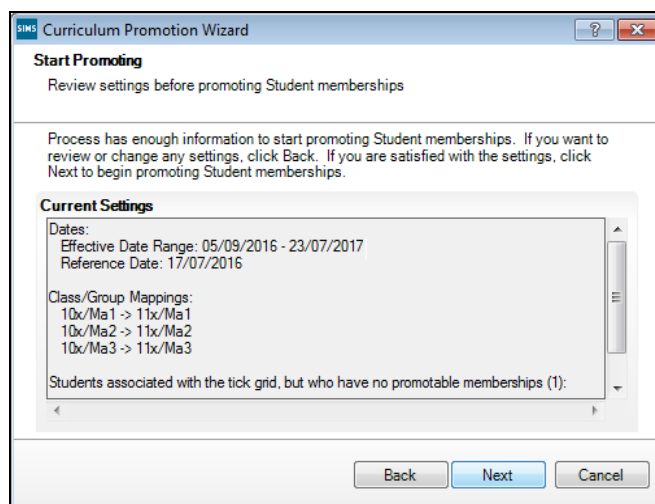 SIMS Curriculum Promotion Wizard
Start Promoting
Review settings before promoting Student memberships
Process has enough information to start promoting Student memberships. If you want to
review or change any settings, click Back. If you are satisfied with the settings, click
Next to begin promoting Student memberships.
Current Settings
Dates:
Effective Date Range: 05/09/2016 - 23/07/2017
Reference Date: 17/07/2016
Class/Group Mappings:
10x/Ma1 -> 11x/Ma1
10x/Ma2 -> 11x/Ma2
10x/Ma3 -> 11x/Ma3
Students associated with the tick grid, but who have no promotable memberships (1):
Back Next Cancel